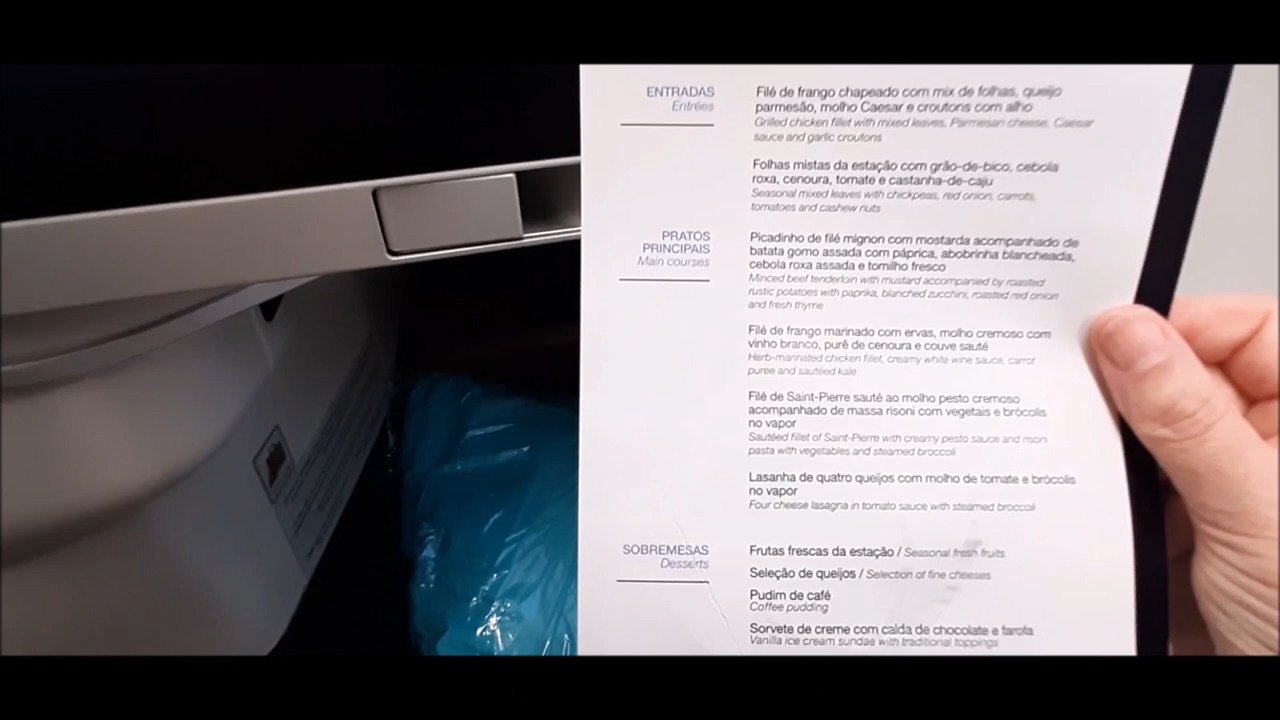 ENTRADAS
Entrées
Filé de frango chapeado com mix de folhas, queijo
parmesão, molho Caesar e croutons com alho
Grilled chicken fillet with mixed leaves, Parmesan cheese, Caesar
sauce and garlic croutons
Folhas mistas da estação com grão-de-bico, cebola
roxa, cenoura, tomate e castanha-de-caju
Seasonal mixed leaves with chickpeas, red onion, carrots,
tomatoes and cashew nuts
PRATOS
PRINCIPAIS
Main courses
Picadinho de filé mignon com mostarda acompanhado de
batata gomo assada com páprica, abobrinha blancheada,
cebola roxa assada e tomilho fresco
Minced beef tenderloin with mustard accompanied by roasted
rustic potatoes with paprika, blanched zucchini, roasted red onion
and fresh thyme
Filé de frango marinado com ervas, molho cremoso com
vinho branco, purê de cenoura e couve sauté
Herb-marinated chicken fillet, creamy white wine sauce, carrot
puree and sautéed kale
Filé de Saint-Pierre sauté ao molho pesto cremoso
acompanhado de massa risoni com vegetais e brócolis
no vapor
Sautéed fillet of Saint-Pierre with creamy pesto sauce and risoni
pasta with vegetables and steamed broccoli
Lasanha de quatro queijos com molho de tomate e brócolis
no vapor
Four cheese lasagna in tomato sauce with steamed broccoli
SOBREMESAS
Desserts
Frutas frescas da estação / Seasonal fresh fruits
Seleção de queijos / Selection of fine cheeses
Pudim de café
Coffee pudding
Sorvete de creme com calda de chocolate e farofa
Vanilla ice cream sundae with traditional toppings